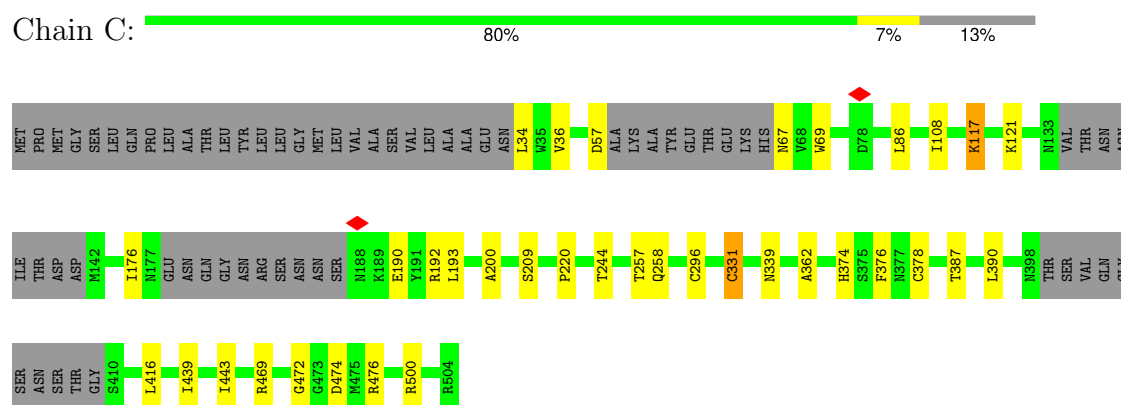 Chain C:
80% 7% 13%
MET PRO MET GLY SER LEU GLN PRO LEU ALA THR LEU TYR LEU LEU GLY MET LEU VAL ALA SER VAL LEU ALA ALA GLU ASN L34 W35 V36 D57 ALA LYS ALA TYR GLU THR GLU LYS HIS N67 V68 W69 D78 L86 I108 K117 K121 N133 VAL THR ASN
ILE THR ASP ASP M142 I176 N177 GLU ASN GLN GLY ASN ARG SER ASN ASN SER N188 K189 E190 Y191 R192 L193 A200 S209 P220 T244 T257 Q258 C296 C331 N339 A362 H374 S375 F376 N377 C378 T387 L390 N398 THR SER VAL GLN
SER ASN SER THR GLY S410 L416 I439 I443 R469 G472 G473 D474 M475 R476 R500 R504